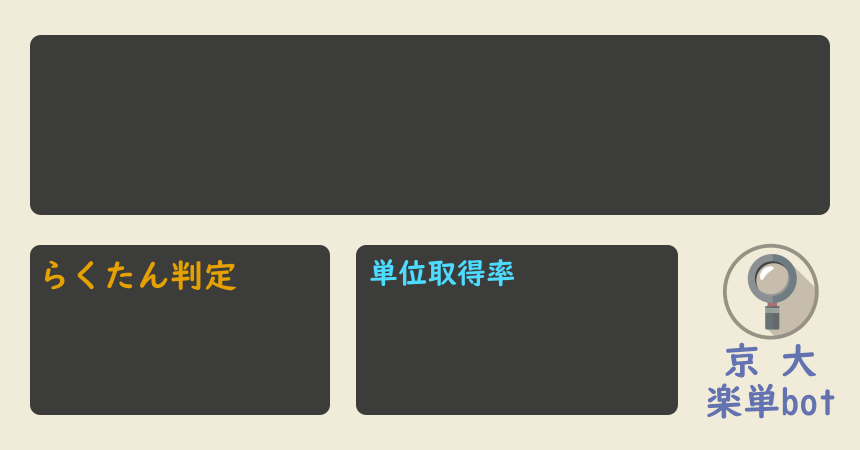 らくたん判定
単位取得率
京 大
楽単bot